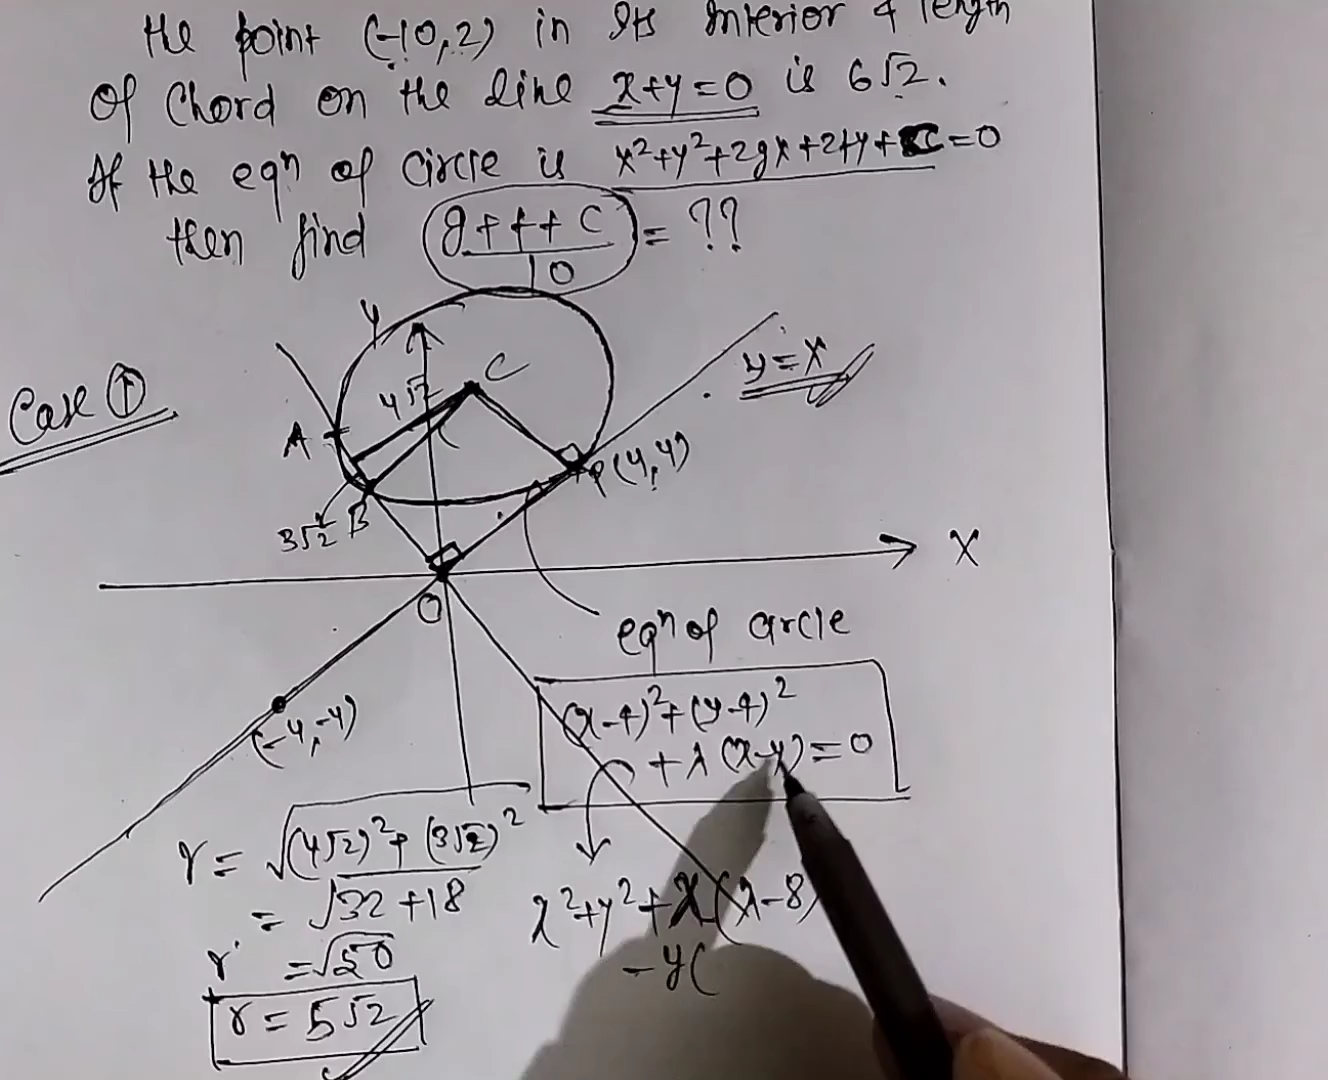 the point (-10,2) in Its Interior & length
Of Chord on the line x+y=0 is 6√2.
If the eqⁿ of circle is x²+y²+2gx+2fy+C=0
then find (g+f+C)/10 = ??
Case ①
Y
C
4√2
y=x
A
P(4,4)
3√2
B
X
O
eqⁿ of circle
(x-4)²+(y-4)²
+λ(x-y)=0
(-4,-4)
r = √(4√2)²+(3√2)²
= √32+18
r = √50
r = 5√2
x²+y²+x(λ-8)
-y(